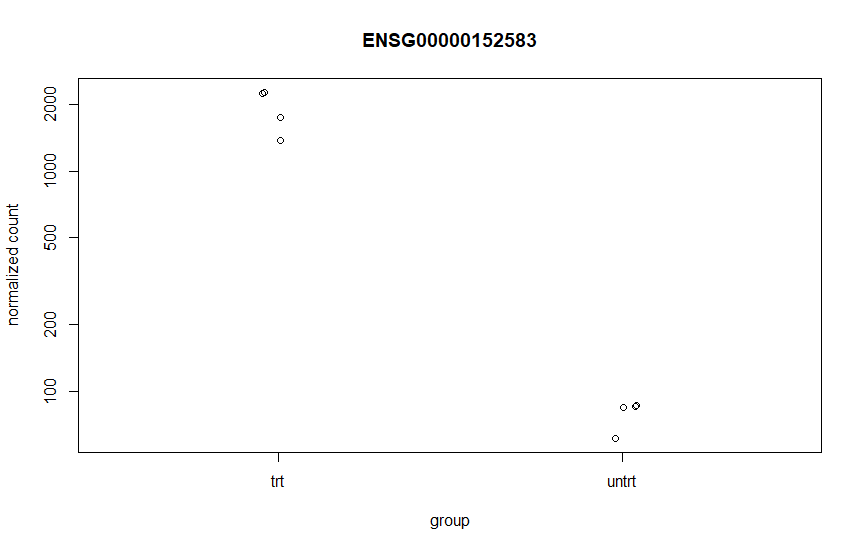 ENSG00000152583
2000
1000
500
200
100
normalized count
trt
untrt
group